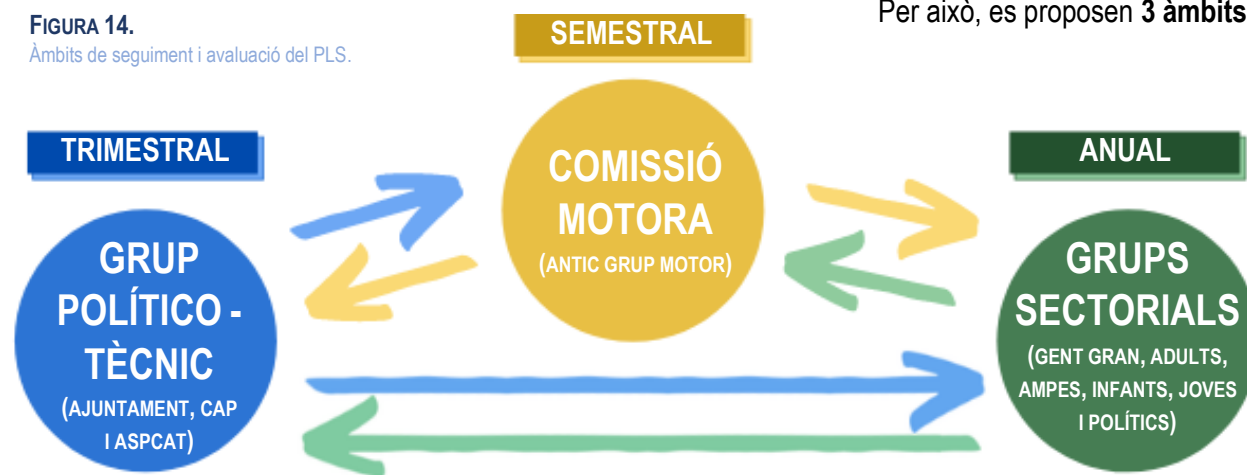 FIGURA 14.
Àmbits de seguiment i avaluació del PLS.
Per això, es proposen 3 àmbits
SEMESTRAL
COMISSIÓ
MOTORA
(ANTIC GRUP MOTOR)
TRIMESTRAL
GRUP
POLÍTICO -
TÈCNIC
(AJUNTAMENT, CAP
I ASPCAT)
ANUAL
GRUPS
SECTORIALS
(GENT GRAN, ADULTS,
AMPES, INFANTS, JOVES
I POLÍTICS)